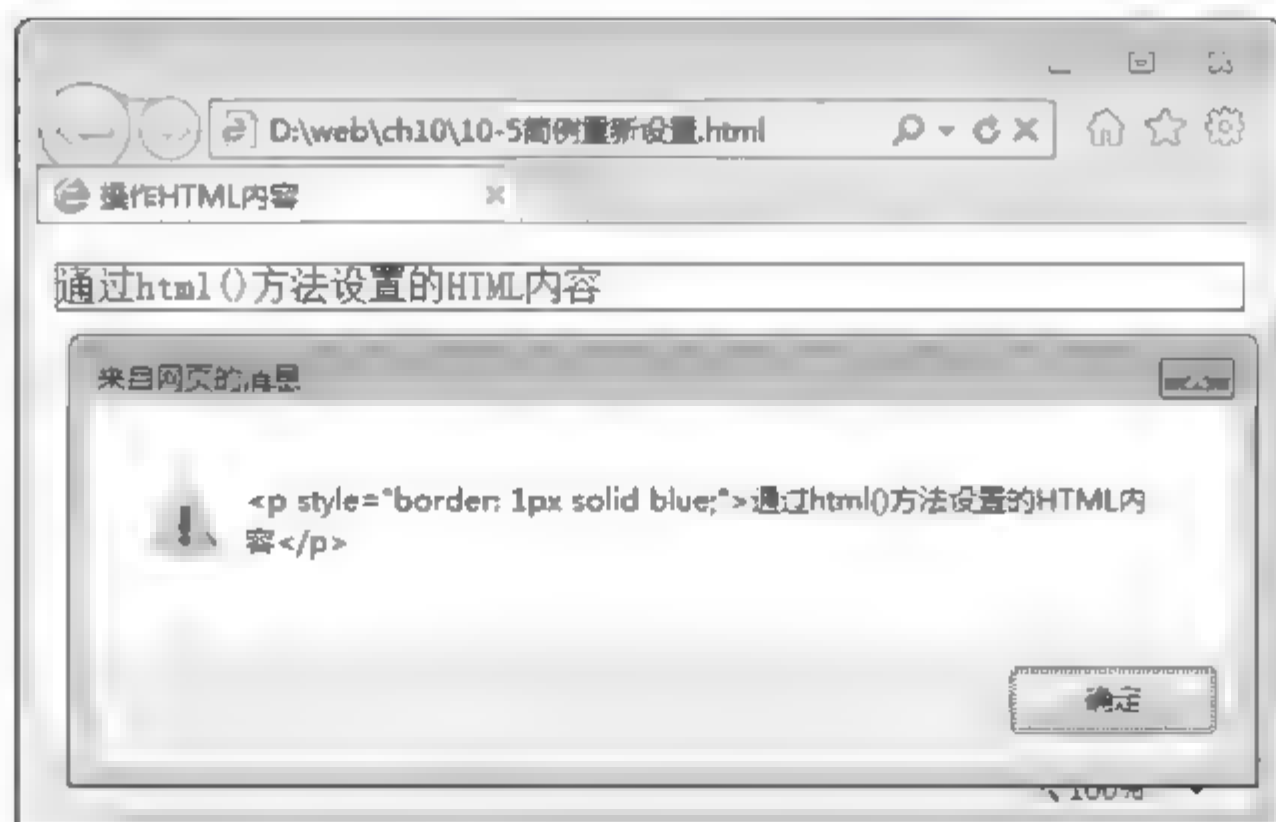 D:\web\ch10\10-5简例重新设置.html
操作HTML内容
通过html()方法设置的HTML内容
来自网页的消息
<p style="border: 1px solid blue;">通过html()方法设置的HTML内
容</p>
确定
100%